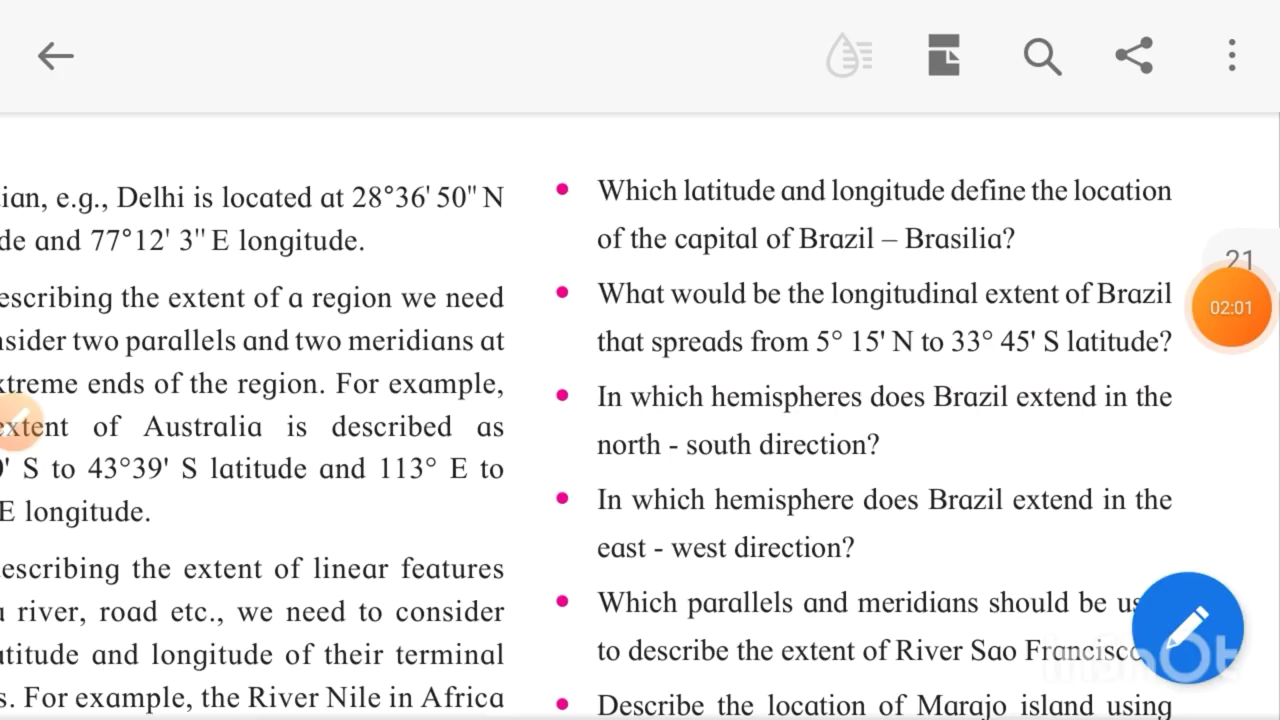 ian, e.g., Delhi is located at 28°36' 50" N
de and 77°12' 3" E longitude.
escribing the extent of a region we need
nsider two parallels and two meridians at
xtreme ends of the region. For example,
extent of Australia is described as
' S to 43°39' S latitude and 113° E to
E longitude.
escribing the extent of linear features
river, road etc., we need to consider
titude and longitude of their terminal
s. For example, the River Nile in Africa
• Which latitude and longitude define the location
of the capital of Brazil – Brasilia?
• What would be the longitudinal extent of Brazil
that spreads from 5° 15' N to 33° 45' S latitude?
• In which hemispheres does Brazil extend in the
north - south direction?
• In which hemisphere does Brazil extend in the
east - west direction?
• Which parallels and meridians should be us
to describe the extent of River Sao Francisco
• Describe the location of Marajo island using
21
02:01